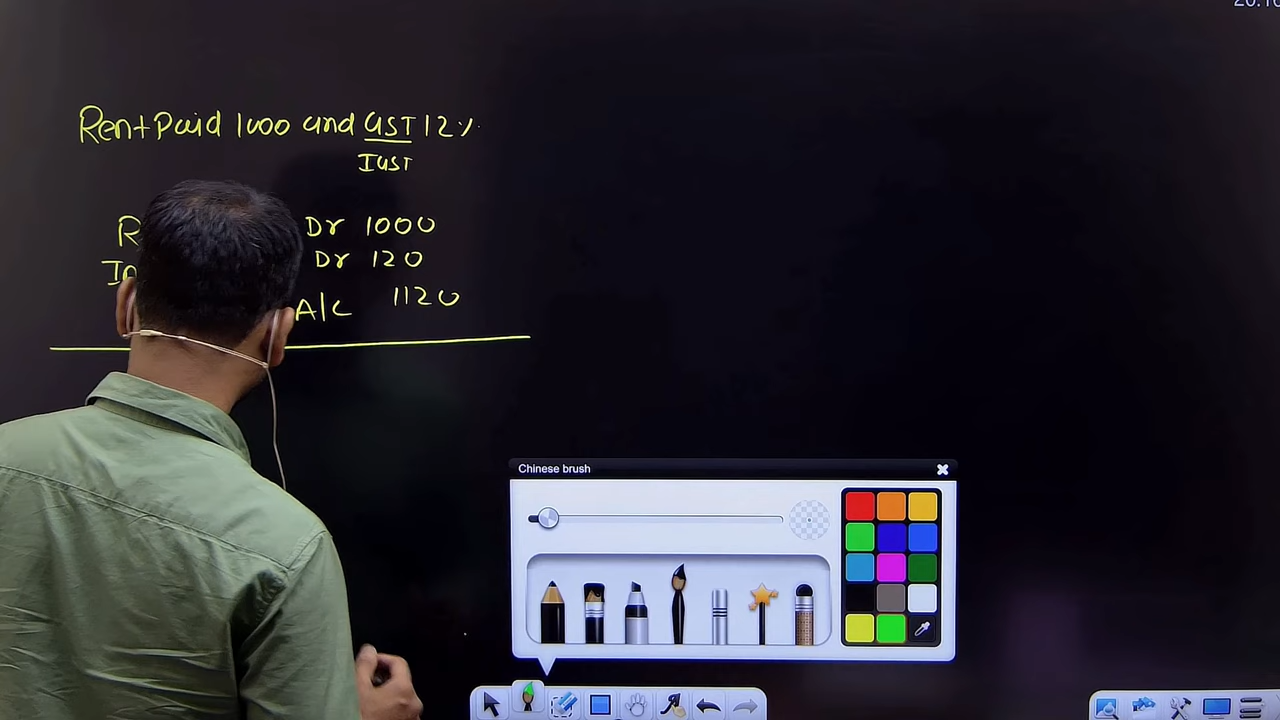 Rent Paid 1000 and GST 12%
IGST
Dr 1000
Dr 120
A/C 1120
Chinese brush